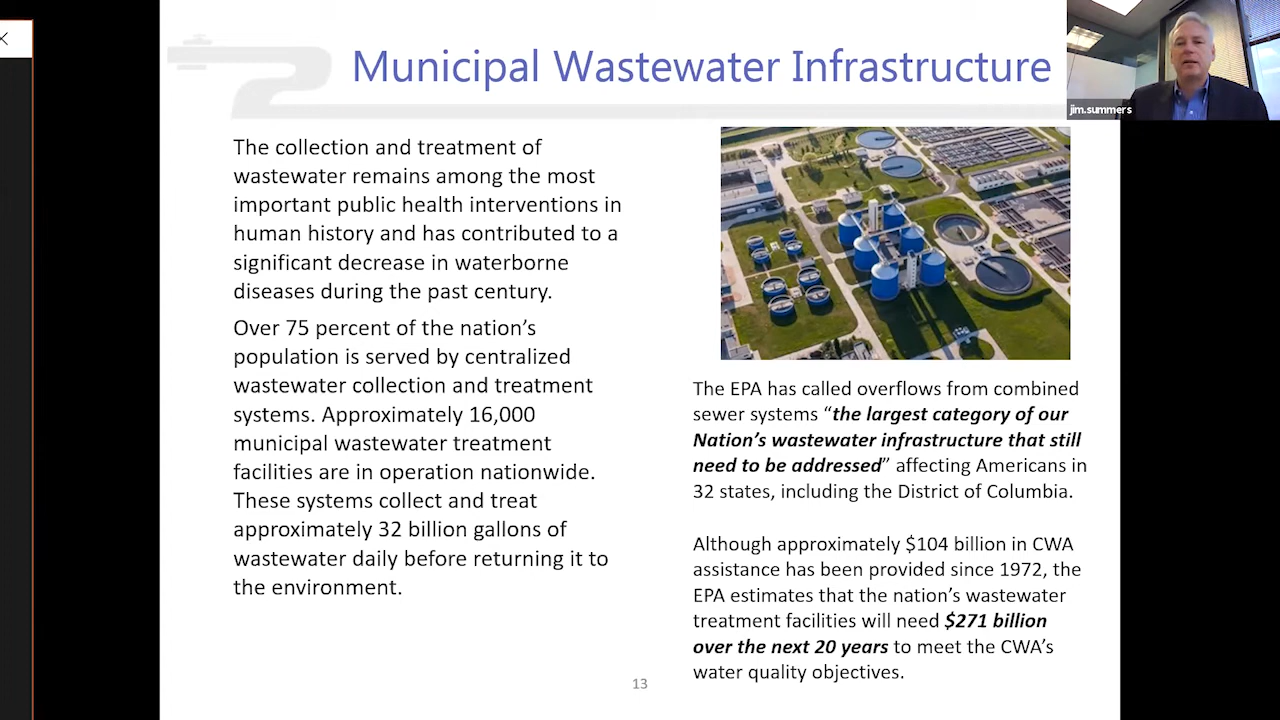 Municipal Wastewater Infrastructure
jim.summers
The collection and treatment of
wastewater remains among the most
important public health interventions in
human history and has contributed to a
significant decrease in waterborne
diseases during the past century.
Over 75 percent of the nation’s
population is served by centralized
wastewater collection and treatment
systems. Approximately 16,000
municipal wastewater treatment
facilities are in operation nationwide.
These systems collect and treat
approximately 32 billion gallons of
wastewater daily before returning it to
the environment.
The EPA has called overflows from combined
sewer systems “the largest category of our
Nation’s wastewater infrastructure that still
need to be addressed” affecting Americans in
32 states, including the District of Columbia.
Although approximately $104 billion in CWA
assistance has been provided since 1972, the
EPA estimates that the nation’s wastewater
treatment facilities will need $271 billion
over the next 20 years to meet the CWA’s
water quality objectives.
13